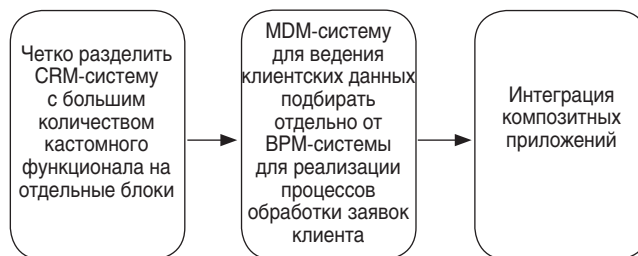 Четко разделить
CRM-систему
с большим
количеством
кастомного
функционала на
отдельные блоки
MDM-систему
для ведения
клиентских данных
подбирать
отдельно от
BPM-системы
для реализации
процессов
обработки заявок
клиента
Интеграция
композитных
приложений